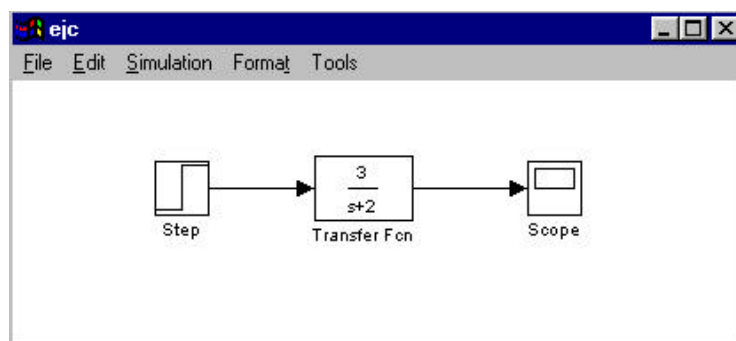 ejc
File Edit Simulation Format Tools
3
s+2
Step
Transfer Fcn
Scope